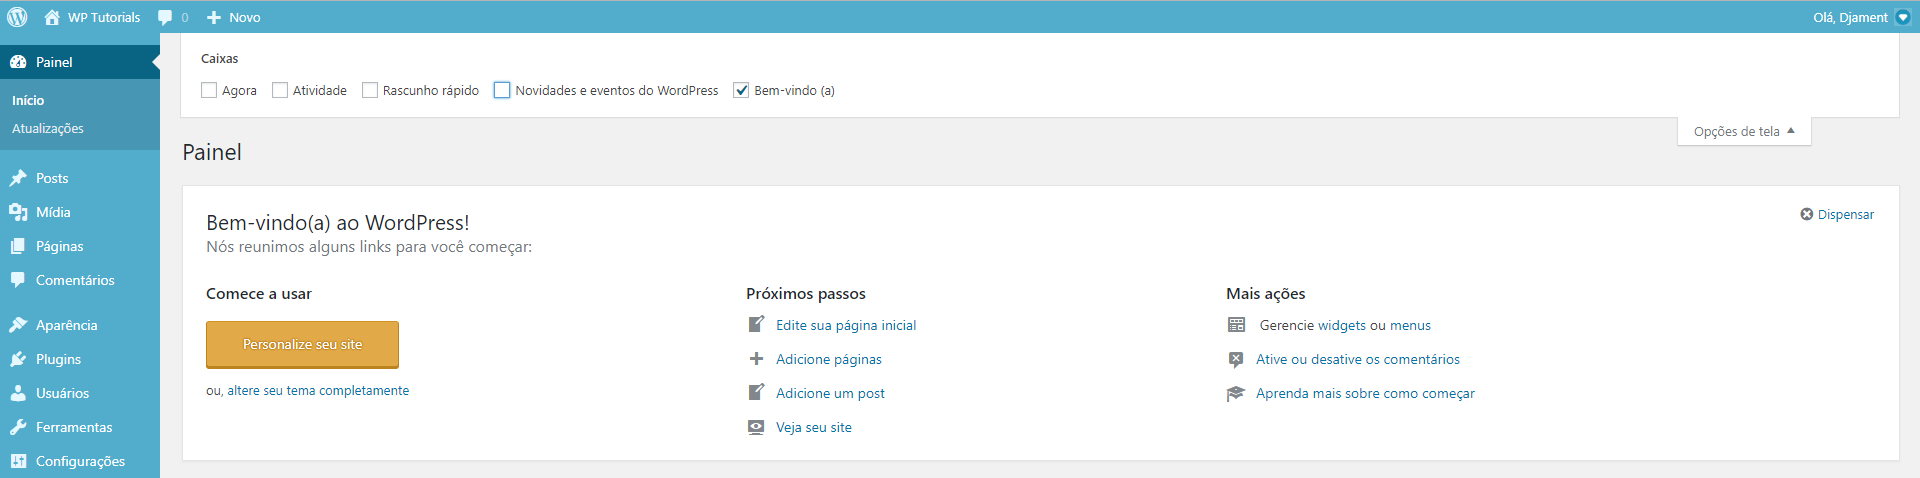 WP Tutorials 0 Novo Olá, Djament
Painel
Início
Atualizações
Posts
Mídia
Páginas
Comentários
Aparência
Plugins
Usuários
Ferramentas
Configurações
Caixas
Agora Atividade Rascunho rápido Novidades e eventos do WordPress Bem-vindo (a)
Opções de tela
Painel
Bem-vindo(a) ao WordPress!
Dispensar
Nós reunimos alguns links para você começar:
Comece a usar
Personalize seu site
ou, altere seu tema completamente
Próximos passos
Edite sua página inicial
Adicione páginas
Adicione um post
Veja seu site
Mais ações
Gerencie widgets ou menus
Ative ou desative os comentários
Aprenda mais sobre como começar